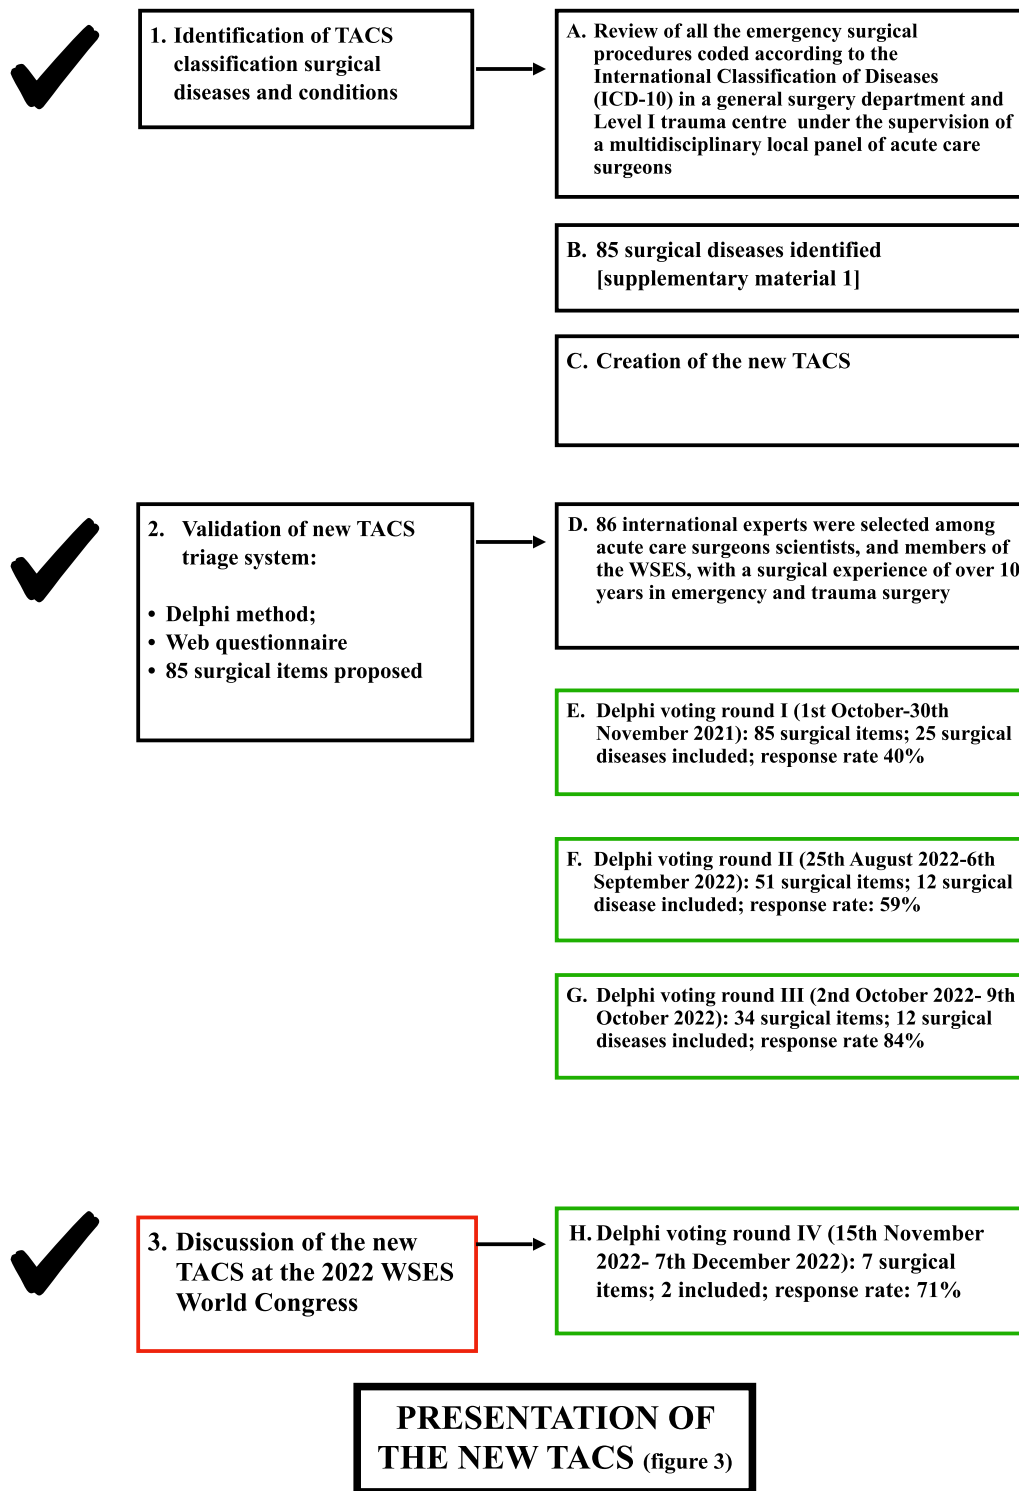 1. Identification of TACS
classification surgical
diseases and conditions
A. Review of all the emergency surgical
procedures coded according to the
International Classification of Diseases
(ICD-10) in a general surgery department and
Level I trauma centre under the supervision of
a multidisciplinary local panel of acute care
surgeons
B. 85 surgical diseases identified
[supplementary material 1]
C. Creation of the new TACS
2. Validation of new TACS
triage system:
• Delphi method;
• Web questionnaire
• 85 surgical items proposed
D. 86 international experts were selected among
acute care surgeons scientists, and members of
the WSES, with a surgical experience of over 10
years in emergency and trauma surgery
E. Delphi voting round I (1st October-30th
November 2021): 85 surgical items; 25 surgical
diseases included; response rate 40%
F. Delphi voting round II (25th August 2022-6th
September 2022): 51 surgical items; 12 surgical
disease included; response rate: 59%
G. Delphi voting round III (2nd October 2022- 9th
October 2022): 34 surgical items; 12 surgical
diseases included; response rate 84%
3. Discussion of the new
TACS at the 2022 WSES
World Congress
H. Delphi voting round IV (15th November
2022- 7th December 2022): 7 surgical
items; 2 included; response rate: 71%
PRESENTATION OF
THE NEW TACS (figure 3)